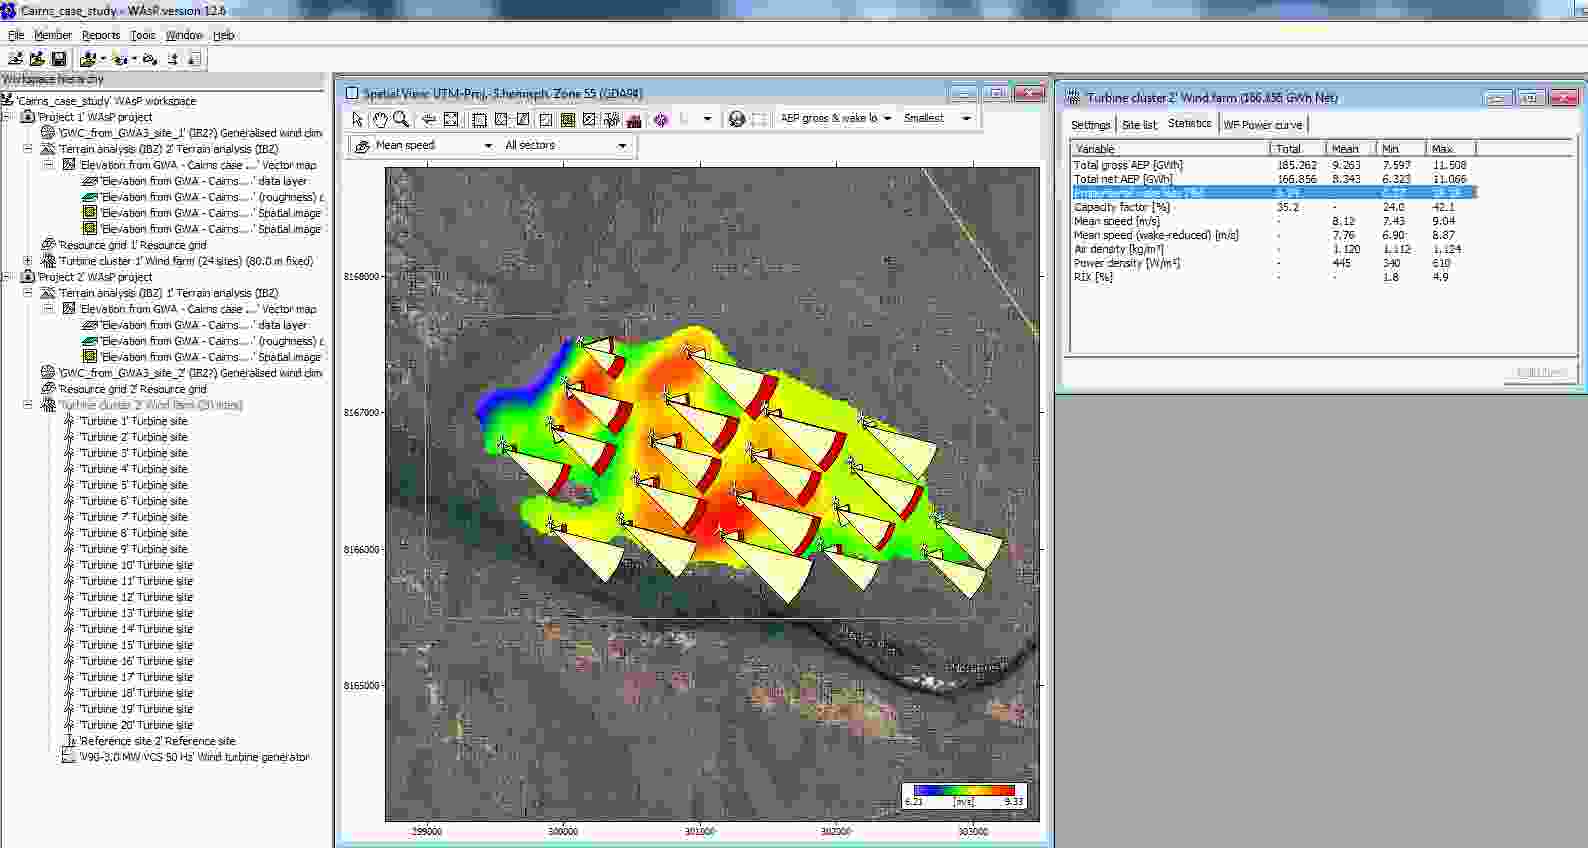 Cairns_case_study - WAsP version 12.6
File Member Reports Tools Window Help
Workspace hierarchy
'Cairns_case_study' WAsP workspace
'Project 1' WAsP project
'GWC_from_GWA3_site_1' (IBZ?) Generalised wind clim
'Terrain analysis (IBZ) 2' Terrain analysis (IBZ)
'Elevation from GWA - Cairns case ....' Vector map
'Elevation from GWA - Cairns....' data layer
'Elevation from GWA - Cairns....' (roughness)
'Elevation from GWA - Cairns....' Spatial image
'Elevation from GWA - Cairns....' Spatial image
'Resource grid 1' Resource grid
'Turbine cluster 1' Wind farm (24 sites) (80.0 m fixed)
'Project 2' WAsP project
'Terrain analysis (IBZ) 1' Terrain analysis (IBZ)
'Elevation from GWA - Cairns case ....' Vector map
'Elevation from GWA - Cairns....' data layer
'Elevation from GWA - Cairns....' (roughness)
'Elevation from GWA - Cairns....' Spatial image
'GWC_from_GWA3_site_2' (IBZ?) Generalised wind clim
'Resource grid 2' Resource grid
'Turbine cluster 2' Wind farm (20 sites)
'Turbine 1' Turbine site
'Turbine 2' Turbine site
'Turbine 3' Turbine site
'Turbine 4' Turbine site
'Turbine 5' Turbine site
'Turbine 6' Turbine site
'Turbine 7' Turbine site
'Turbine 8' Turbine site
'Turbine 9' Turbine site
'Turbine 10' Turbine site
'Turbine 11' Turbine site
'Turbine 12' Turbine site
'Turbine 13' Turbine site
'Turbine 14' Turbine site
'Turbine 15' Turbine site
'Turbine 16' Turbine site
'Turbine 17' Turbine site
'Turbine 18' Turbine site
'Turbine 19' Turbine site
'Turbine 20' Turbine site
'Reference site 2' Reference site
'V90-3.0 MW VCS 50 Hz' Wind turbine generator
Spatial View: UTM-Proj., S.hemisph, Zone 55 (GDA94)
AEP gross & wake lo Smallest
Mean speed All sectors
8168000
8167000
8166000
8165000
299000 300000 301000 302000 303000
6.21 [m/s] 9.33
'Turbine cluster 2' Wind farm (166.856 GWh Net)
Settings Site list Statistics WF Power curve
Variable Total Mean Min Max
Total gross AEP [GWh] 185.262 9.263 7.597 11.508
Total net AEP [GWh] 166.856 8.343 6.323 11.066
Proportional wake loss [%]
Capacity factor [%] 35.2 - 24.0 42.1
Mean speed [m/s] - 8.12 7.43 9.04
Mean speed (wake-reduced) [m/s] - 7.76 6.90 8.87
Air density [kg/m³] - 1.120 1.112 1.124
Power density [W/m²] - 445 340 610
RIX [%] - - 1.8 4.9